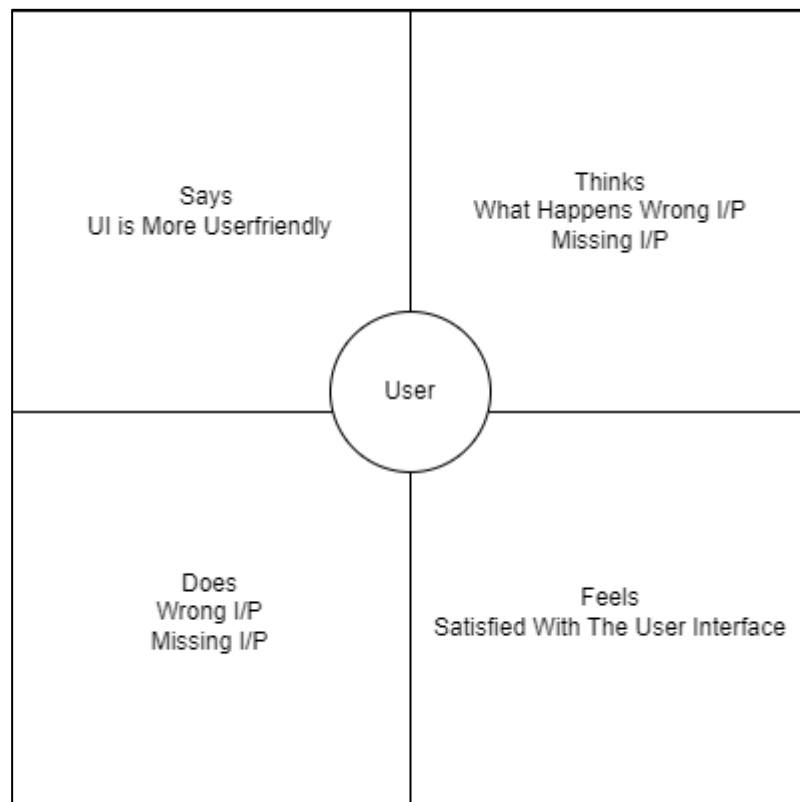 Says
UI is More Userfriendly
Thinks
What Happens Wrong I/P
Missing I/P
User
Does
Wrong I/P
Missing I/P
Feels
Satisfied With The User Interface